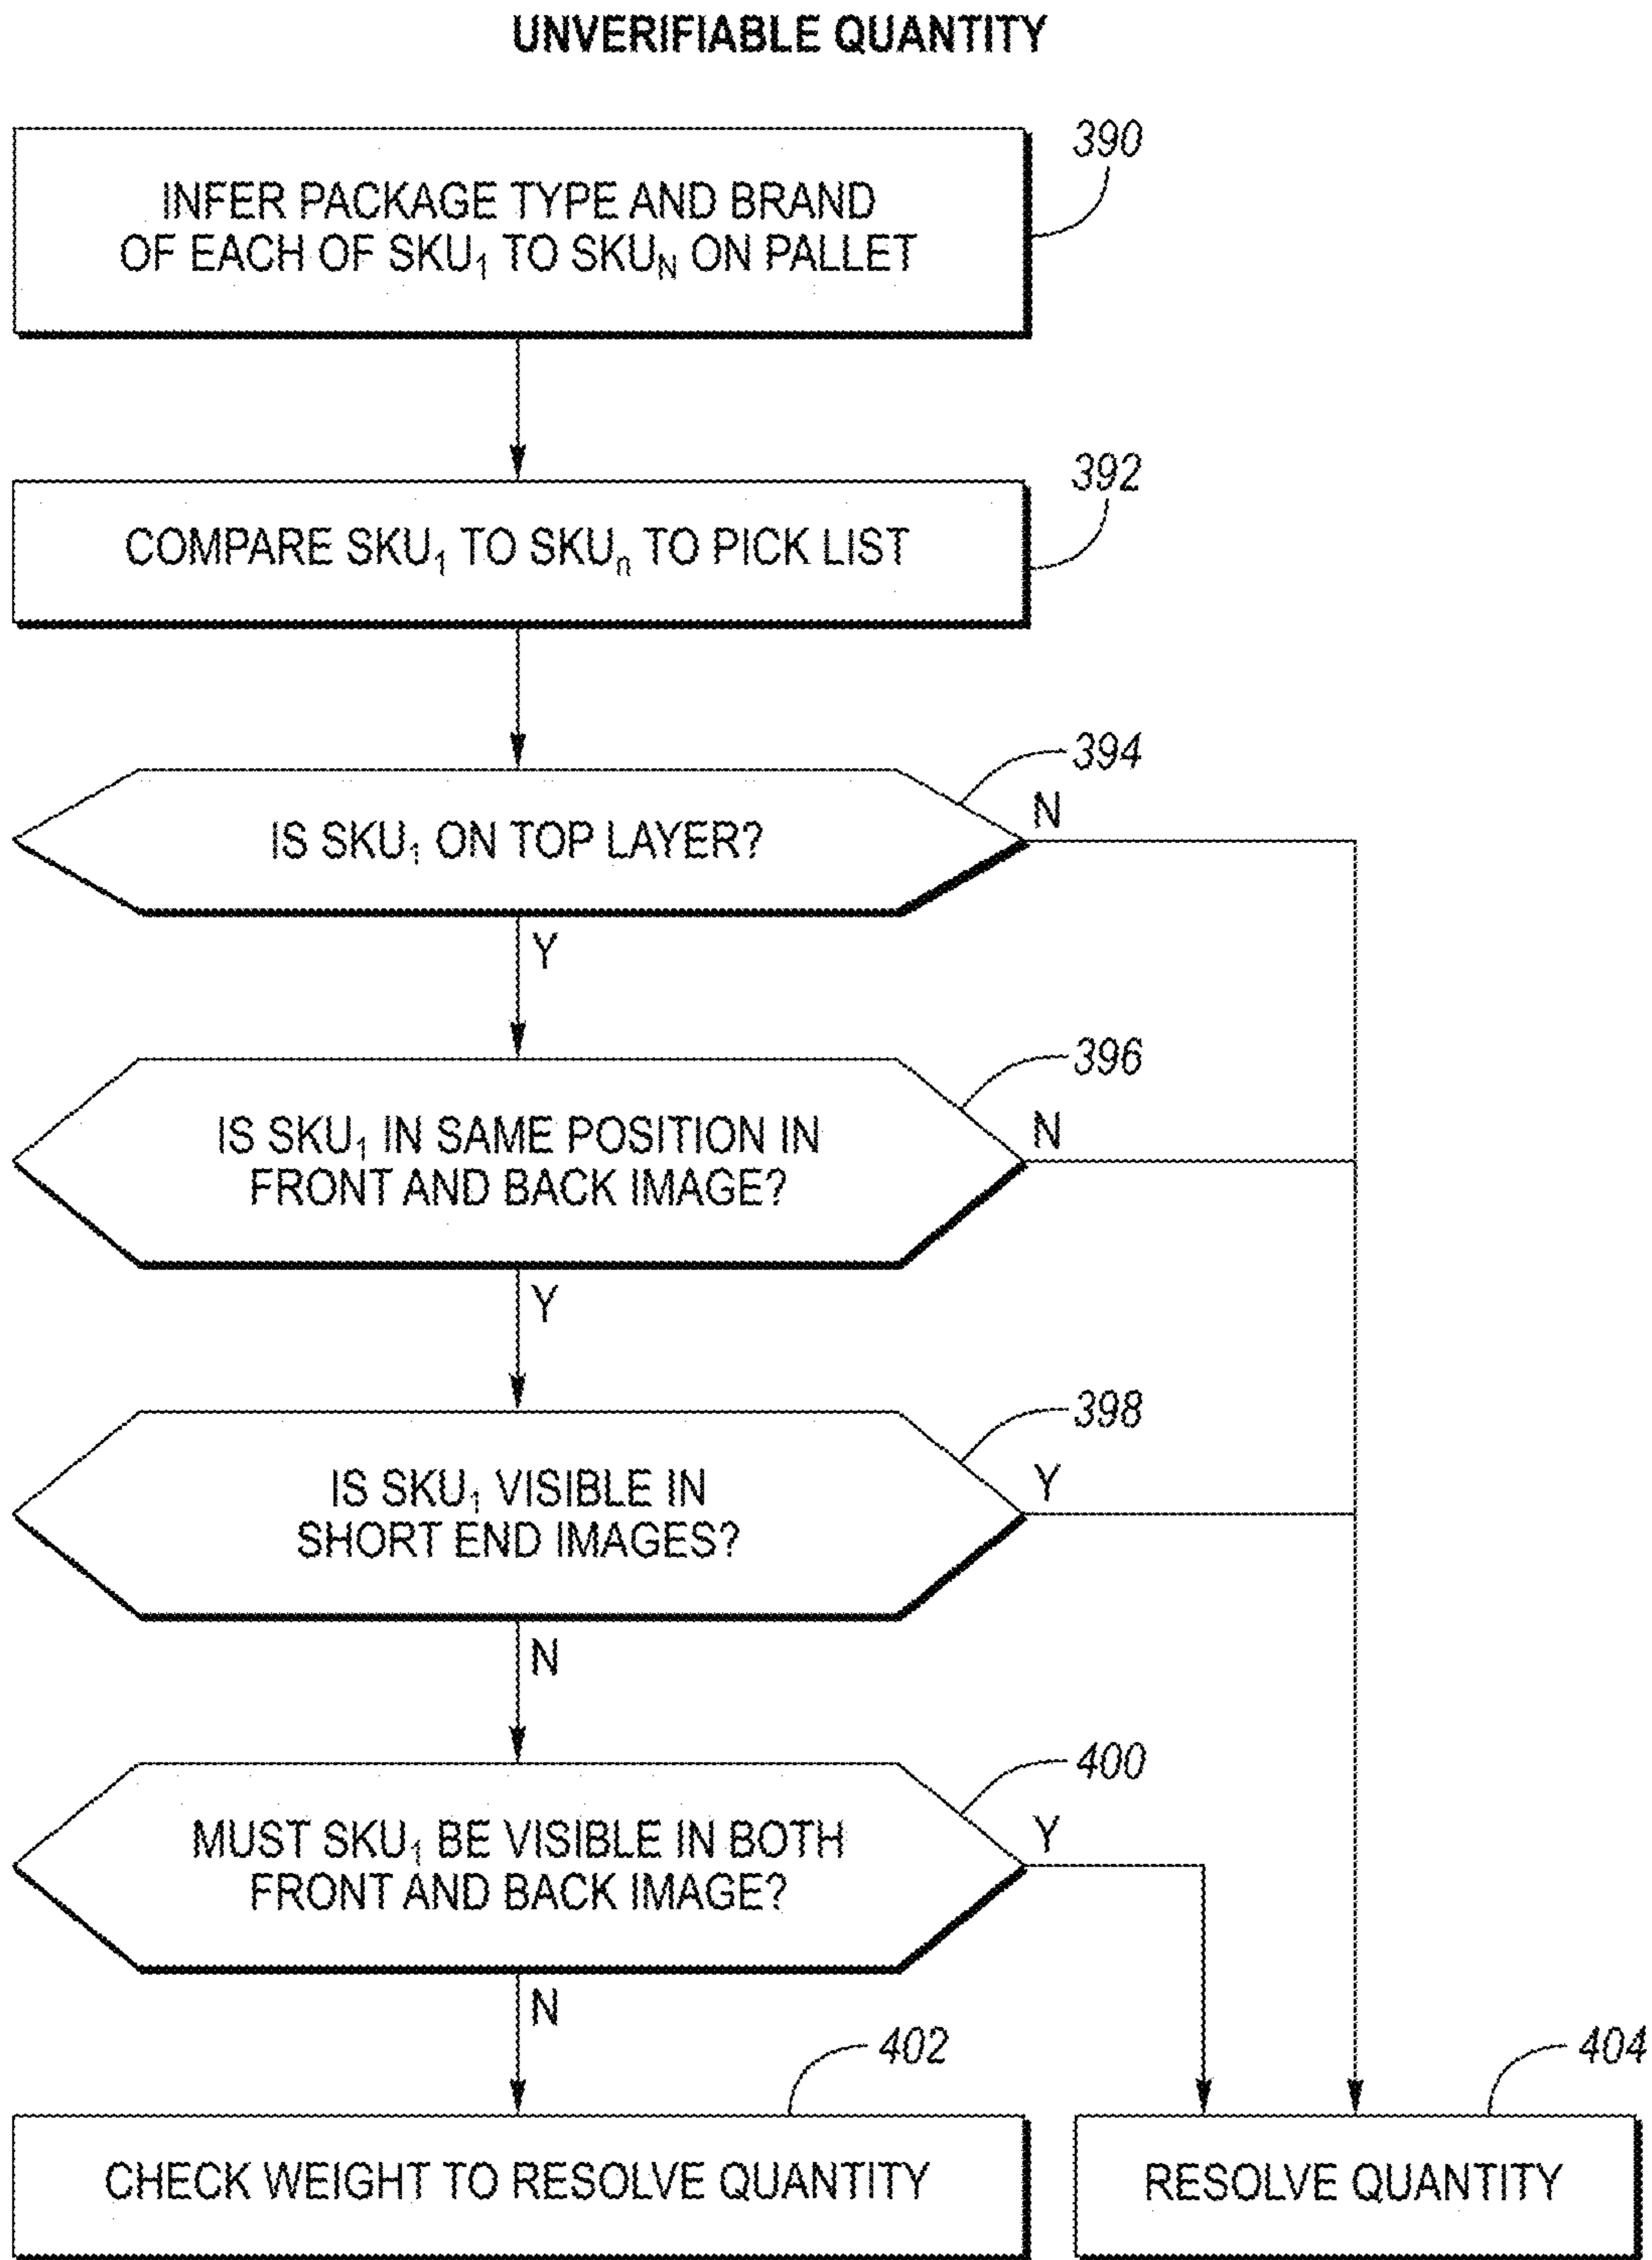 UNVERIFIABLE QUANTITY
390
INFER PACKAGE TYPE AND BRAND
OF EACH OF SKU₁ TO SKU_N ON PALLET
392
COMPARE SKU₁ TO SKUₙ TO PICK LIST
394
N
IS SKU₁ ON TOP LAYER?
Y
396
N
IS SKU₁ IN SAME POSITION IN
FRONT AND BACK IMAGE?
Y
398
Y
IS SKU₁ VISIBLE IN
SHORT END IMAGES?
N
400
Y
MUST SKU₁ BE VISIBLE IN BOTH
FRONT AND BACK IMAGE?
N
402
404
CHECK WEIGHT TO RESOLVE QUANTITY
RESOLVE QUANTITY